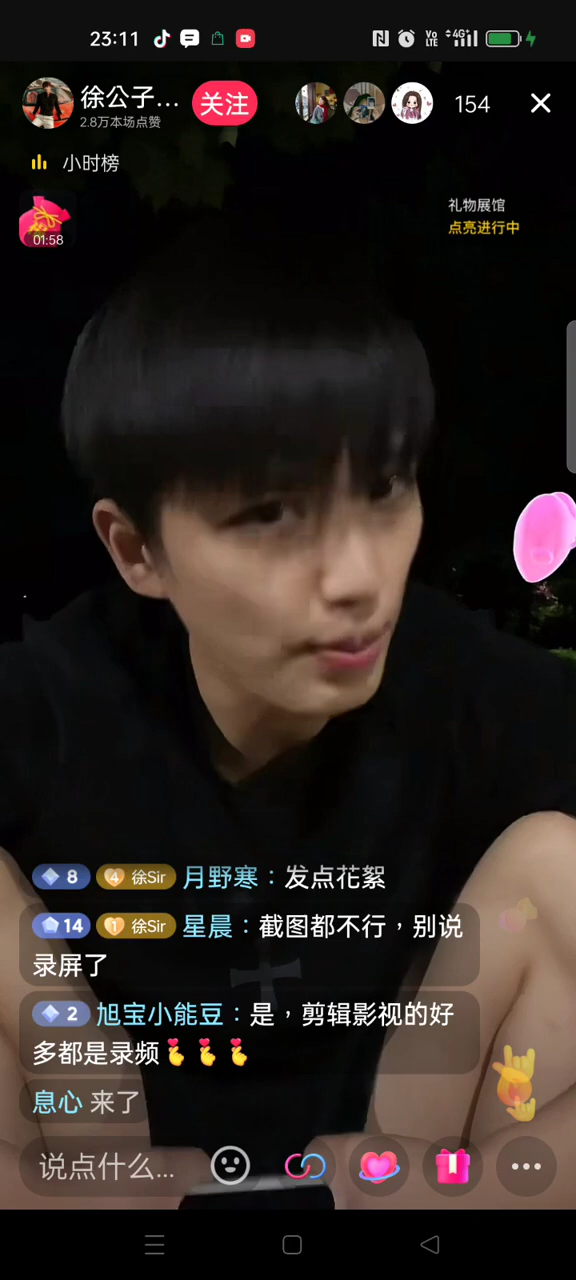 23:11
Vo LTE 4G
徐公子...
关注
154
2.8万本场点赞
小时榜
01:58
礼物展馆
点亮进行中
8 4 徐Sir 月野寒：发点花絮
14 1 徐Sir 星晨：截图都不行，别说
录屏了
2 旭宝小能豆：是，剪辑影视的好
多都是录频
息心 来了
说点什么...